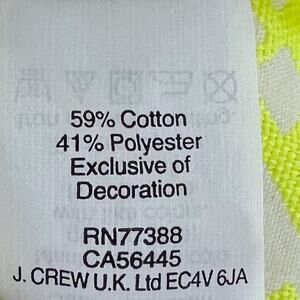 59% Cotton
41% Polyester
Exclusive of
Decoration
RN77388
CA56445
J. CREW U.K. Ltd EC4V 6JA